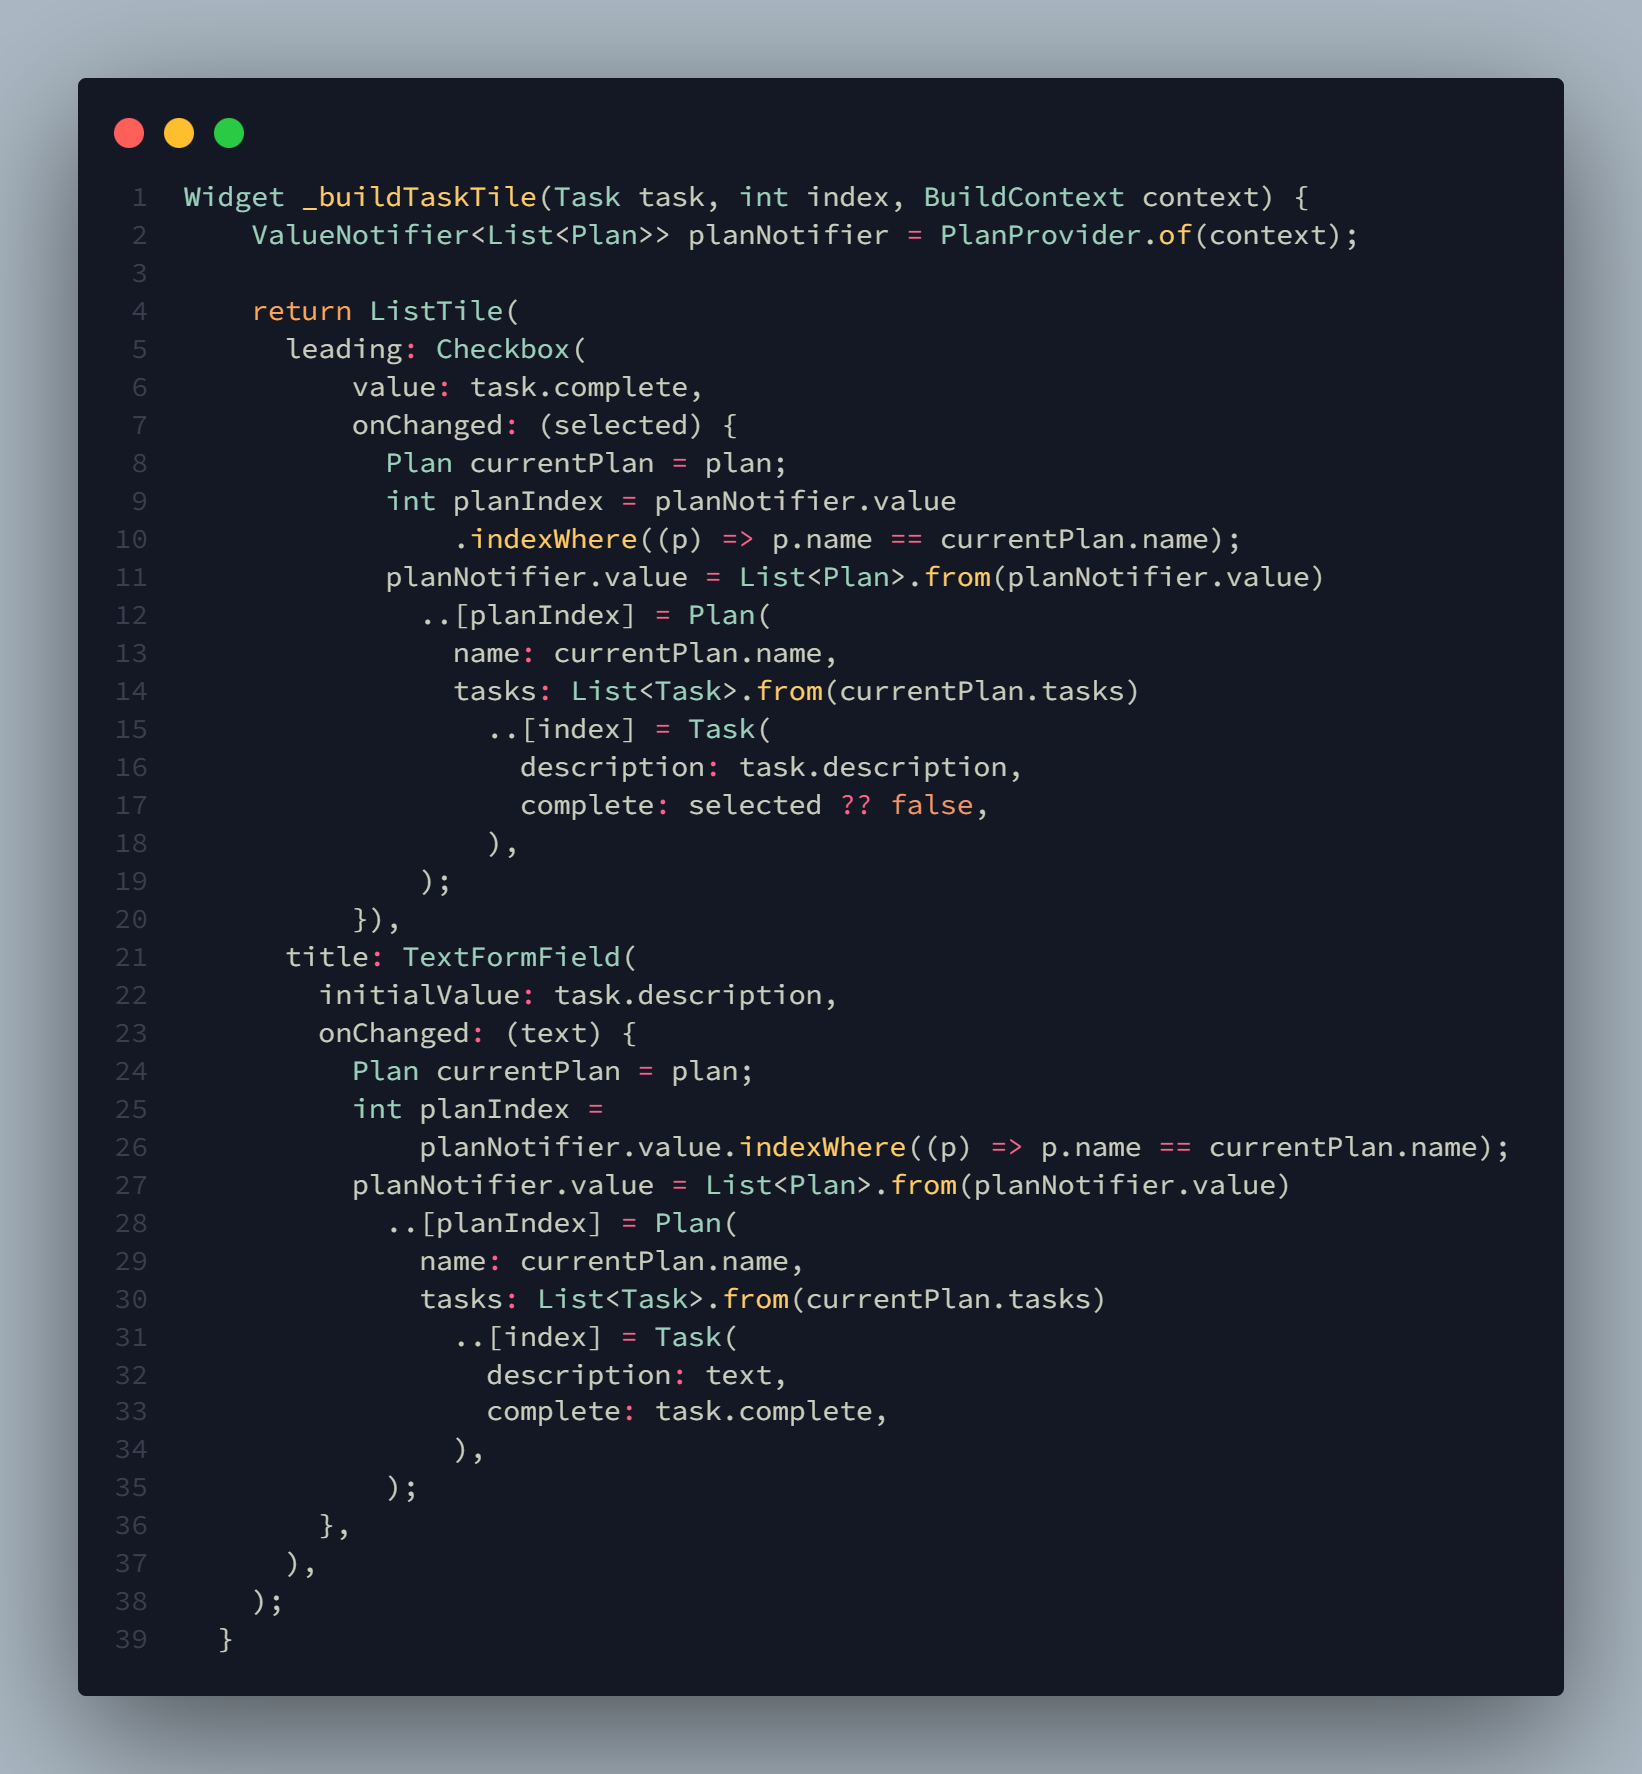 1 Widget _buildTaskTile(Task task, int index, BuildContext context) {
2     ValueNotifier<List<Plan>> planNotifier = PlanProvider.of(context);
3
4     return ListTile(
5       leading: Checkbox(
6           value: task.complete,
7           onChanged: (selected) {
8             Plan currentPlan = plan;
9             int planIndex = planNotifier.value
10                 .indexWhere((p) => p.name == currentPlan.name);
11             planNotifier.value = List<Plan>.from(planNotifier.value)
12               ..[planIndex] = Plan(
13                 name: currentPlan.name,
14                 tasks: List<Task>.from(currentPlan.tasks)
15                   ..[index] = Task(
16                     description: task.description,
17                     complete: selected ?? false,
18                   ),
19               );
20           }),
21       title: TextFormField(
22         initialValue: task.description,
23         onChanged: (text) {
24           Plan currentPlan = plan;
25           int planIndex =
26               planNotifier.value.indexWhere((p) => p.name == currentPlan.name);
27           planNotifier.value = List<Plan>.from(planNotifier.value)
28             ..[planIndex] = Plan(
29               name: currentPlan.name,
30               tasks: List<Task>.from(currentPlan.tasks)
31                 ..[index] = Task(
32                   description: text,
33                   complete: task.complete,
34                 ),
35             );
36         },
37       ),
38     );
39   }